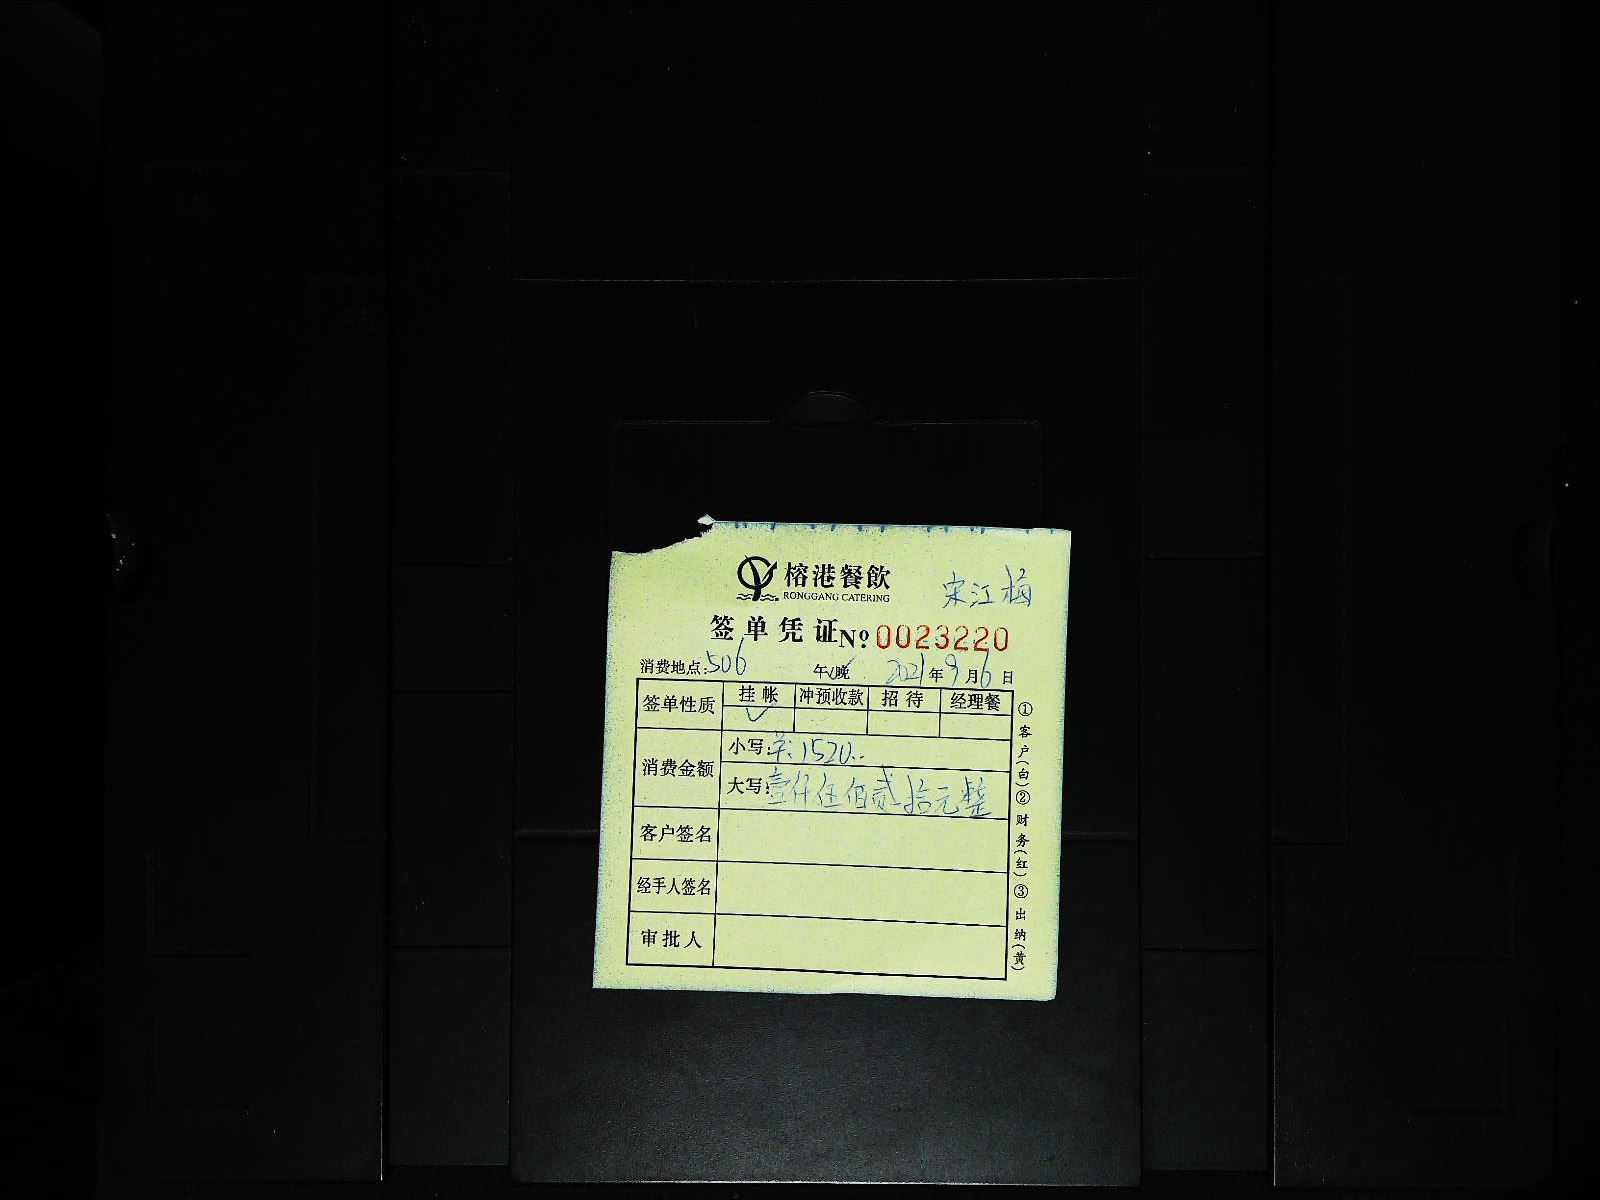 榕港餐飲
RONGGANG CATERING
宋江梅
签单凭证 No: 0023220
消费地点:506 午/晚 2021年9月6日
签单性质 挂帐 冲预收款 招待 经理餐
✓
消费金额 小写:¥:1520..
大写:壹仟伍佰贰拾元整
客户签名
经手人签名
审批人
①客户(白)②财务(红)③出纳(黄)